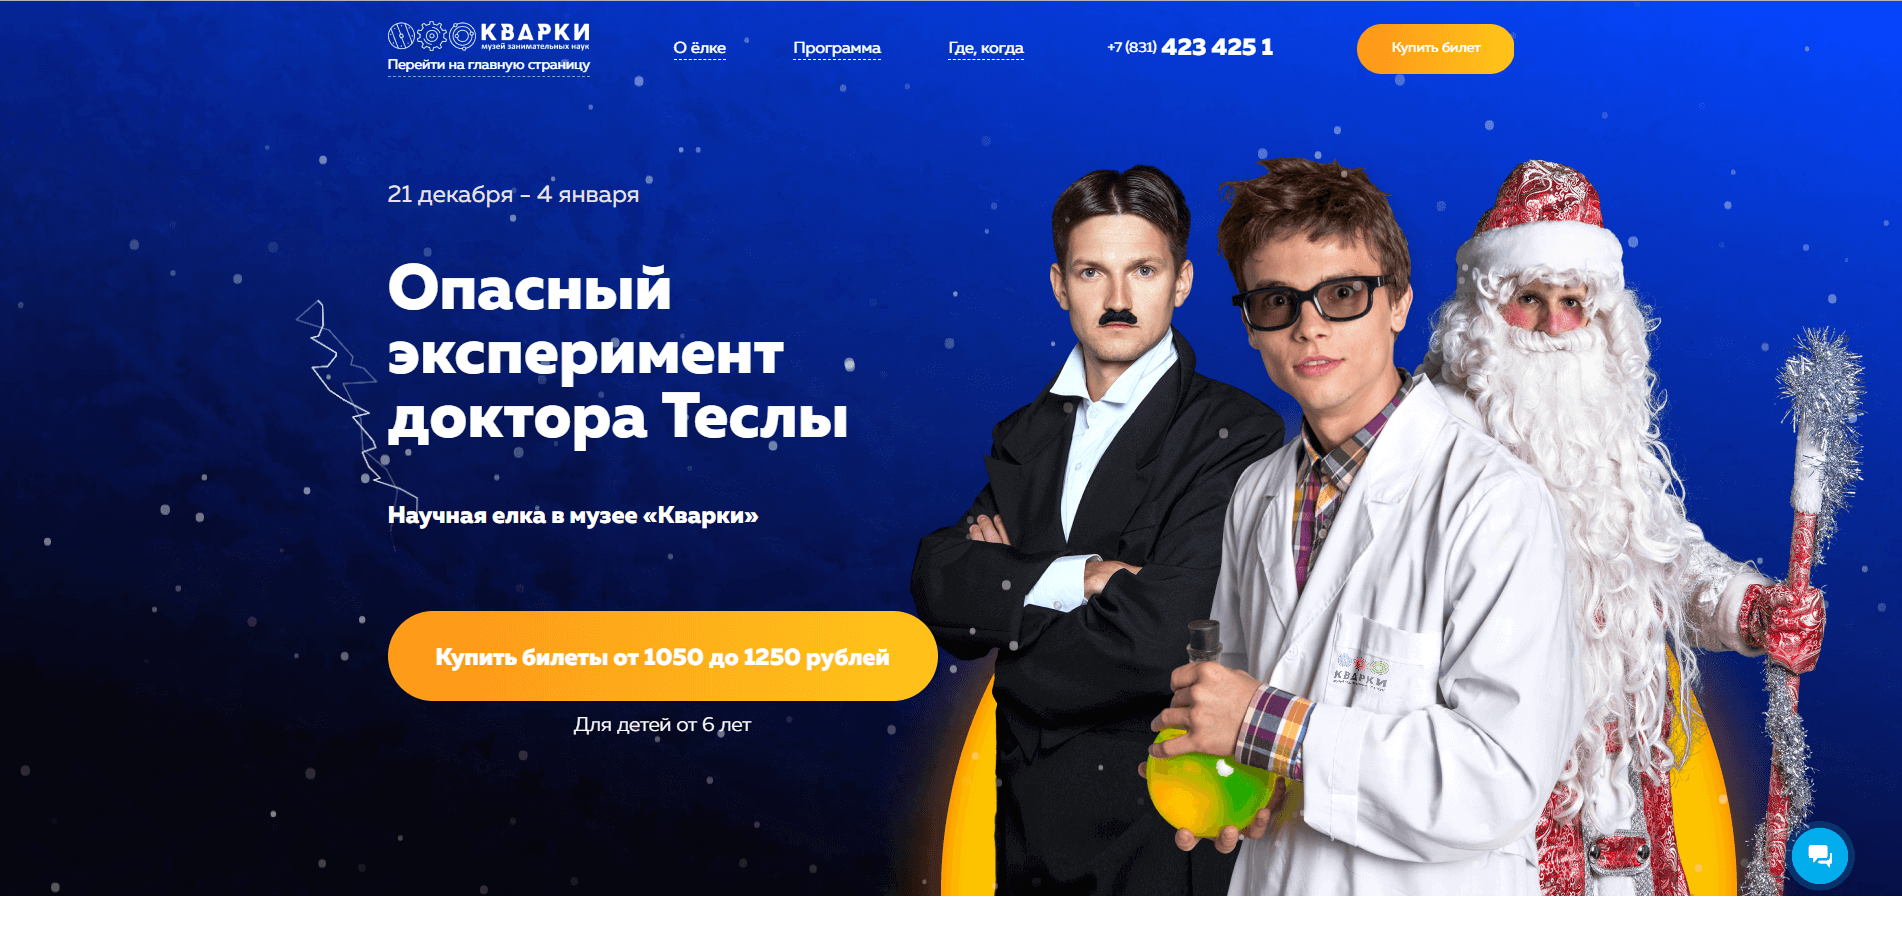 КВАРКИ
музей занимательных наук
Перейти на главную страницу
О ёлке
Программа
Где, когда
+7 (831) 423 425 1
Купить билет
21 декабря – 4 января
Опасный
эксперимент
доктора Теслы
Научная елка в музее «Кварки»
Купить билеты от 1050 до 1250 рублей
Для детей от 6 лет
КВАРКИ